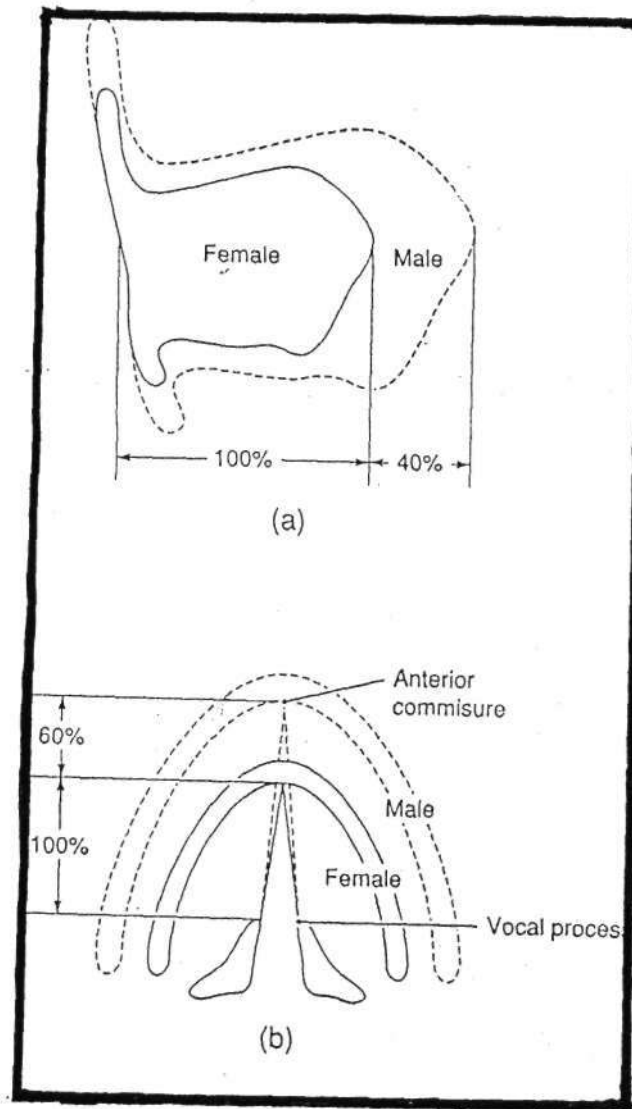 Female
Male
100%
40%
(a)
Anterior
commisure
60%
Male
100%
Female
Vocal proces
(b)